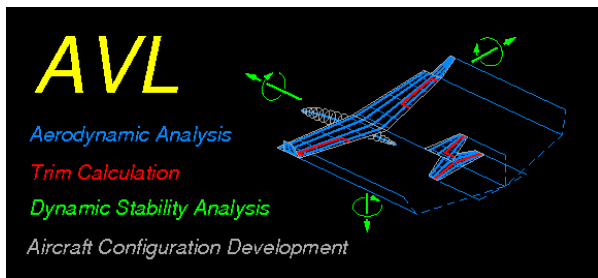 AVL
Aerodynamic Analysis
Trim Calculation
Dynamic Stability Analysis
Aircraft Configuration Development